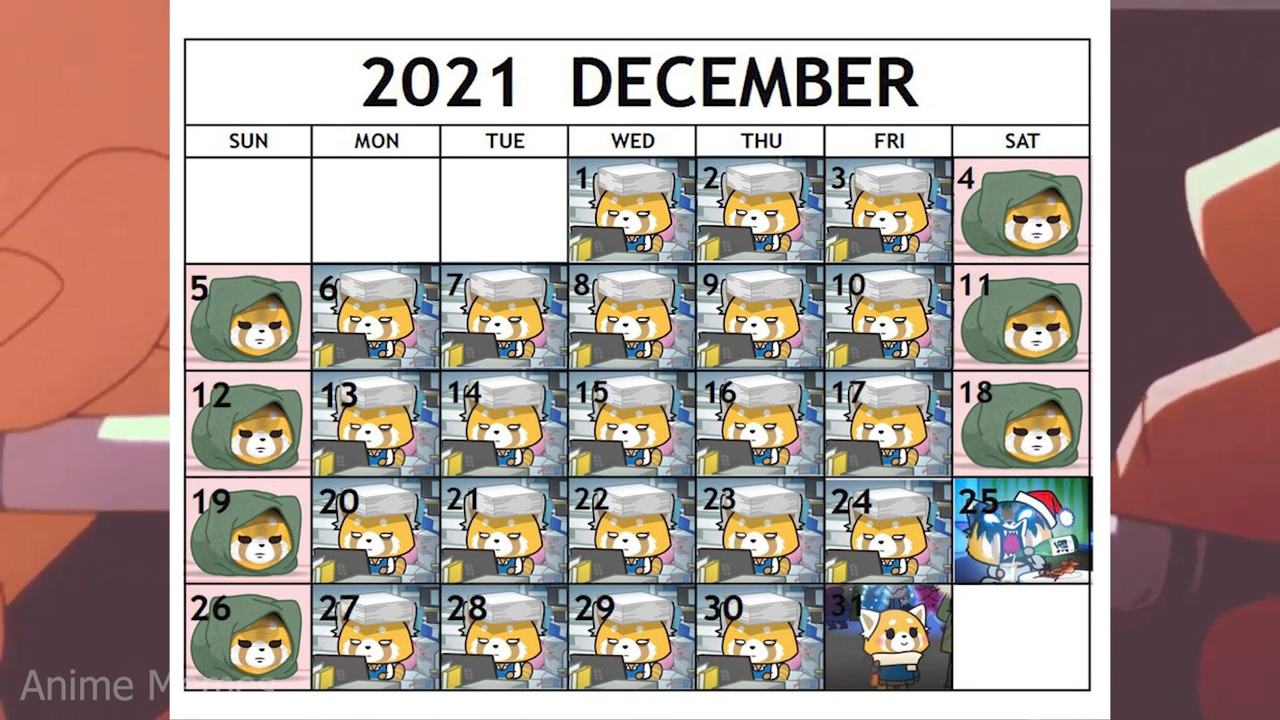 2021 DECEMBER
SUN MON TUE WED THU FRI SAT
1 2 3 4
5 6 7 8 9 10 11
12 13 14 15 16 17 18
19 20 21 22 23 24 25
26 27 28 29 30 31
Anime